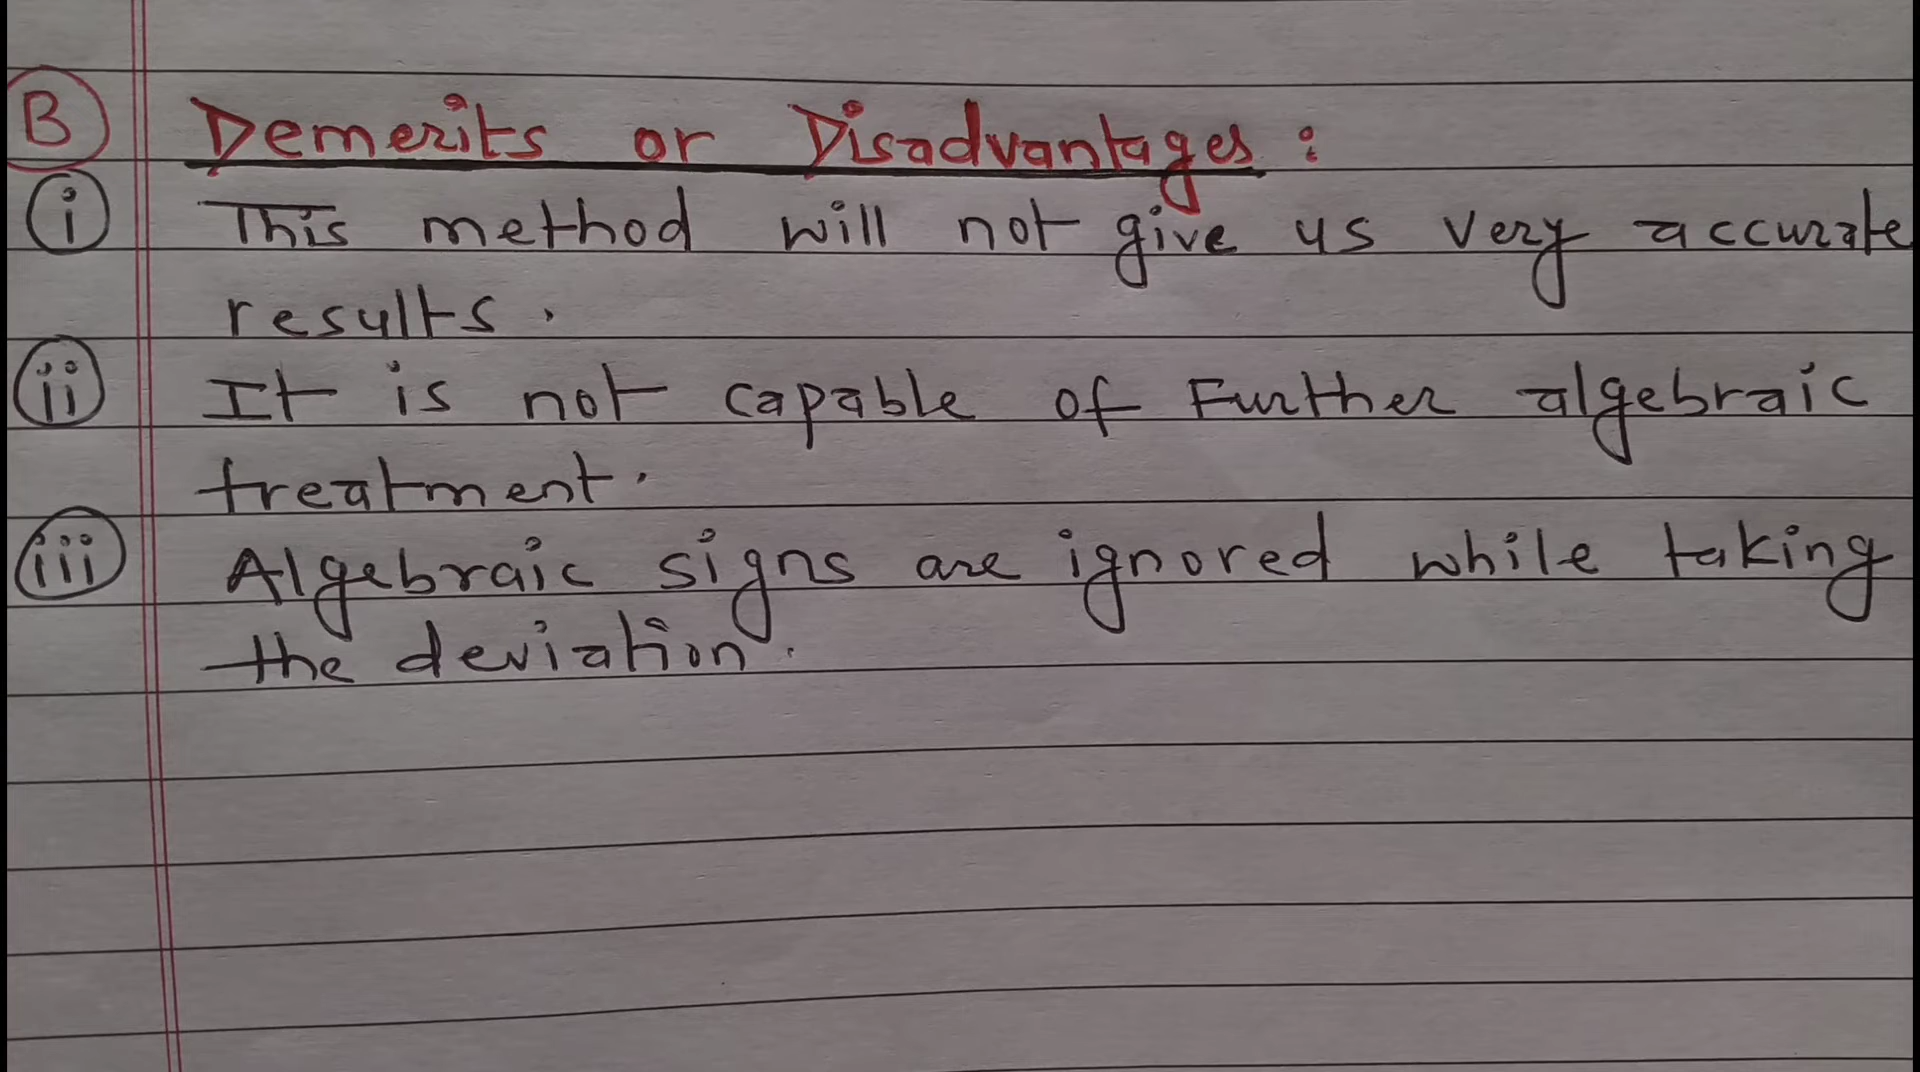 B Demerits or Disadvantages :
i This method will not give us very accurate
results.
ii It is not capable of Further algebraic
treatment.
iii Algebraic signs are ignored while taking
the deviation.